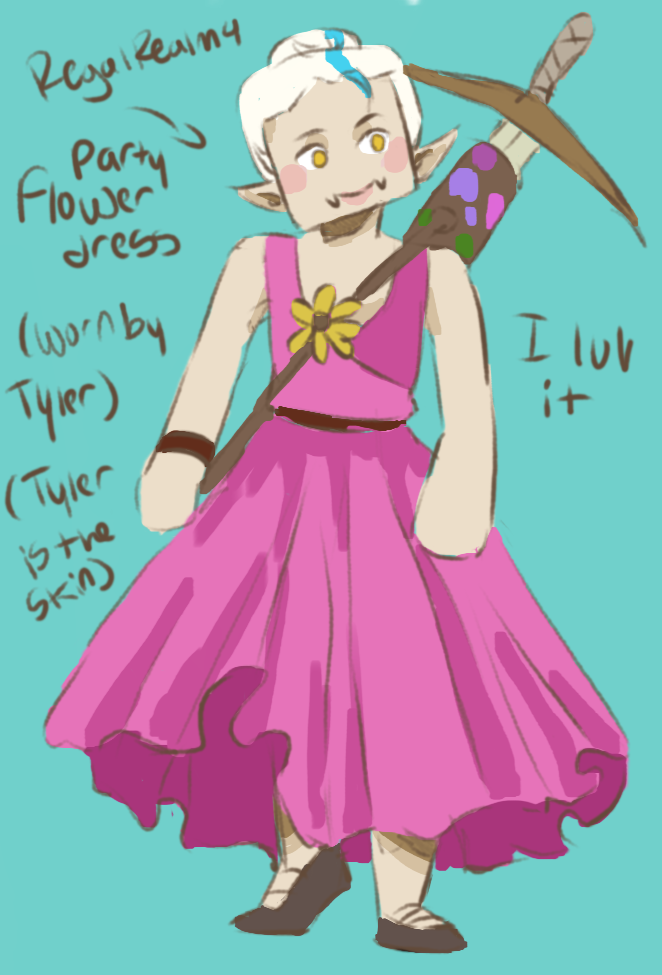 RegalRealm4
Party
Flower
dress
(worn by
Tyler)
(Tyler
is the
skin)
I luv
it